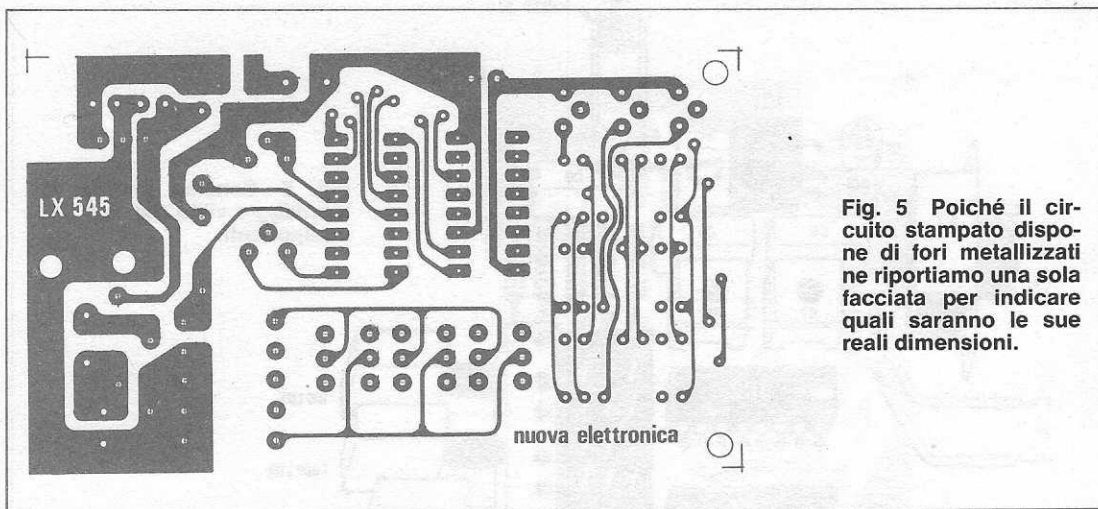 LX 545
nuova elettronica
Fig. 5 Poiché il cir-
cuito stampato dispo-
ne di fori metallizzati
ne riportiamo una sola
facciata per indicare
quali saranno le sue
reali dimensioni.